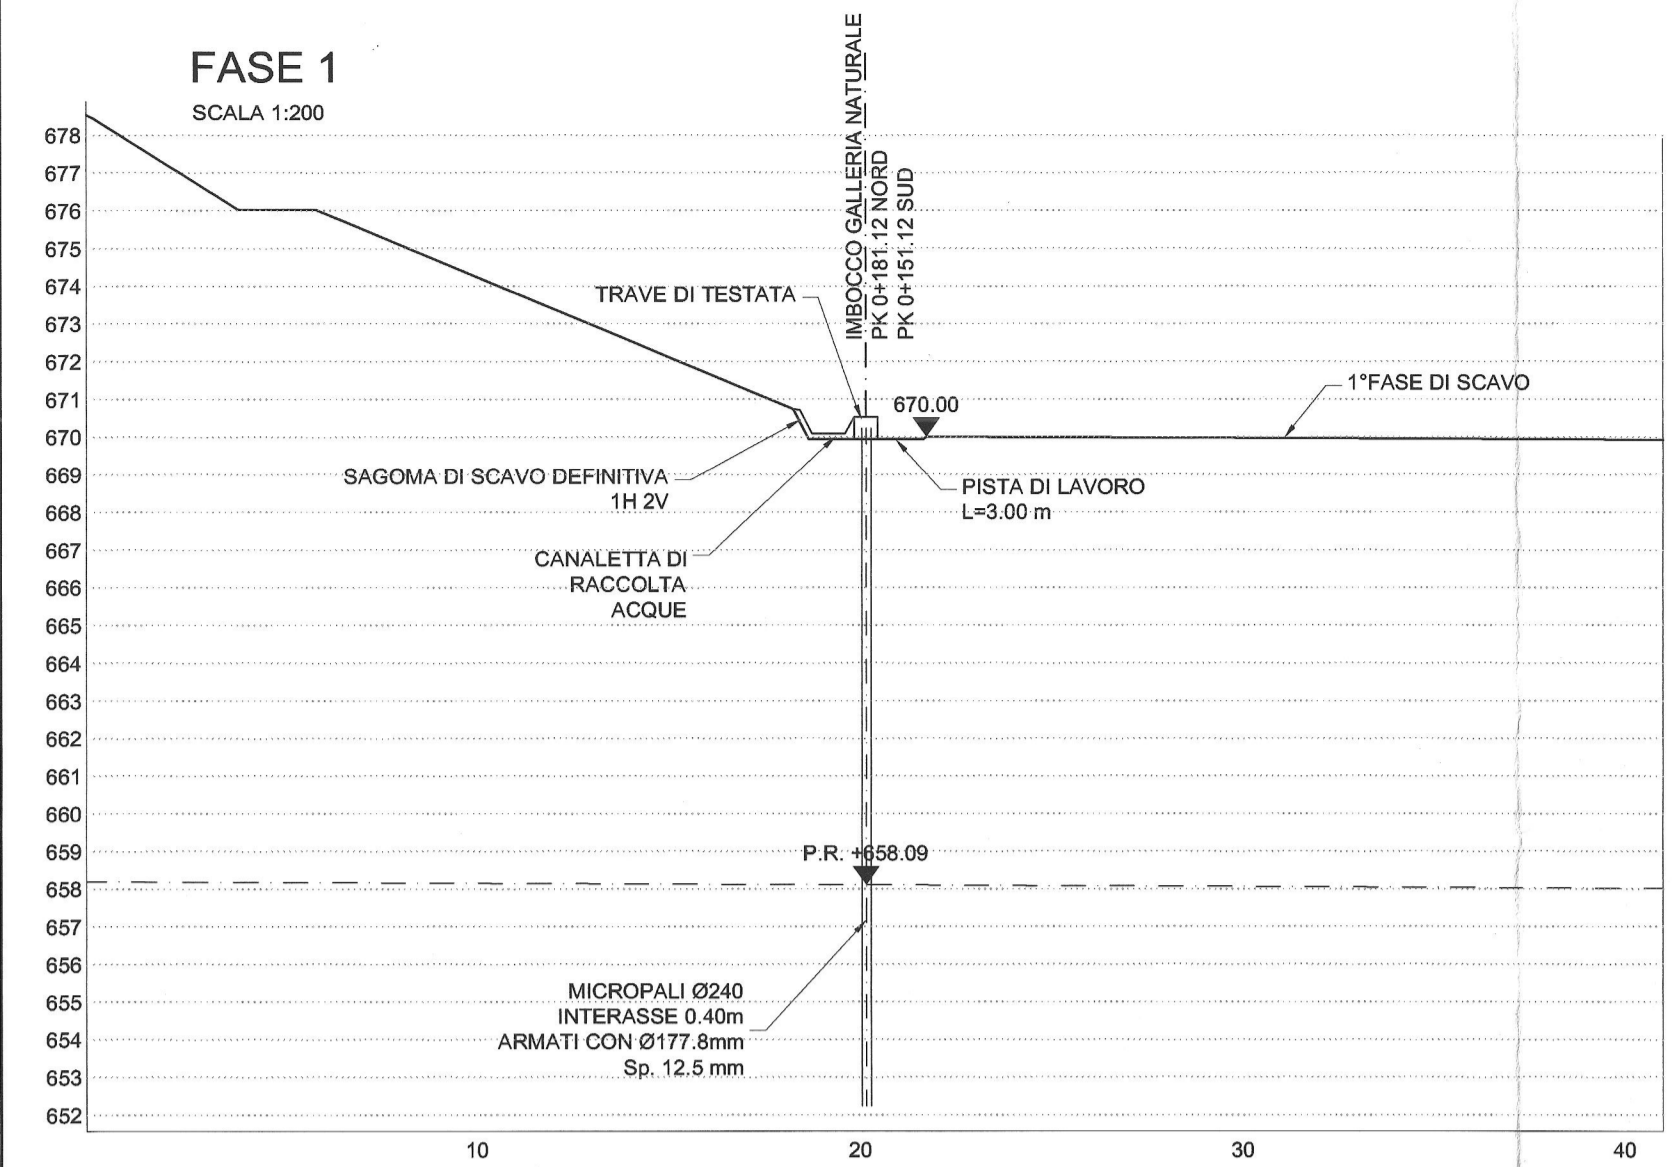 FASE 1
SCALA 1:200
IMBOCCO GALLERIA NATURALE
PK 0+181.12 NORD
PK 0+151.12 SUD
678
677
676
675
674
673
672
671
670
669
668
667
666
665
664
663
662
661
660
659
658
657
656
655
654
653
652
TRAVE DI TESTATA
670.00
1°FASE DI SCAVO
SAGOMA DI SCAVO DEFINITIVA
1H 2V
PISTA DI LAVORO
L=3.00 m
CANALETTA DI
RACCOLTA
ACQUE
P.R. +658.09
MICROPALI Ø240
INTERASSE 0.40m
ARMATI CON Ø177.8mm
Sp. 12.5 mm
10
20
30
40